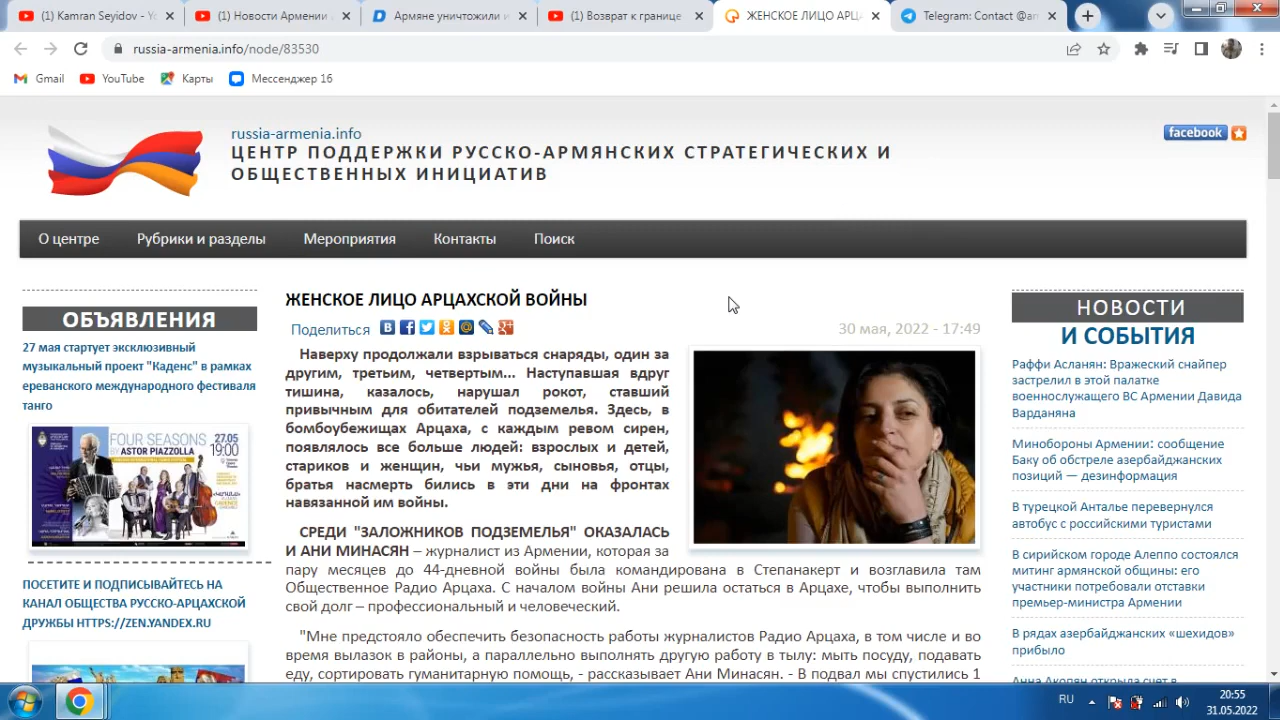 (1) Kamran Seyidov - Yo
(1) Новости Армении
Армяне уничтожили и
(1) Возврат к границе
ЖЕНСКОЕ ЛИЦО АРЦА
Telegram: Contact @ar
russia-armenia.info/node/83530
Gmail
YouTube
Карты
Мессенджер 16
russia-armenia.info
ЦЕНТР ПОДДЕРЖКИ РУССКО-АРМЯНСКИХ СТРАТЕГИЧЕСКИХ И
ОБЩЕСТВЕННЫХ ИНИЦИАТИВ
facebook
О центре
Рубрики и разделы
Мероприятия
Контакты
Поиск
ОБЪЯВЛЕНИЯ
27 мая стартует эксклюзивный
музыкальный проект "Каденс" в рамках
ереванского международного фестиваля
танго
FOUR SEASONS
BY ASTOR PIAZZOLLA
27.05
19:00
ПОСЕТИТЕ И ПОДПИСЫВАЙТЕСЬ НА
КАНАЛ ОБЩЕСТВА РУССКО-АРЦАХСКОЙ
ДРУЖБЫ HTTPS://ZEN.YANDEX.RU
ЖЕНСКОЕ ЛИЦО АРЦАХСКОЙ ВОЙНЫ
Поделиться
30 мая, 2022 - 17:49
Наверху продолжали взрываться снаряды, один за
другим, третьим, четвертым... Наступавшая вдруг
тишина, казалось, нарушал рокот, ставший
привычным для обитателей подземелья. Здесь, в
бомбоубежищах Арцаха, с каждым ревом сирен,
появлялось все больше людей: взрослых и детей,
стариков и женщин, чьи мужья, сыновья, отцы,
братья насмерть бились в эти дни на фронтах
навязанной им войны.
СРЕДИ "ЗАЛОЖНИКОВ ПОДЗЕМЕЛЬЯ" ОКАЗАЛАСЬ
И АНИ МИНАСЯН – журналист из Армении, которая за
пару месяцев до 44-дневной войны была командирована в Степанакерт и возглавила там
Общественное Радио Арцаха. С началом войны Ани решила остаться в Арцахе, чтобы выполнить
свой долг – профессиональный и человеческий.
"Мне предстояло обеспечить безопасность работы журналистов Радио Арцаха, в том числе и во
время вылазок в районы, а параллельно выполнять другую работу в тылу: мыть посуду, подавать
еду, сортировать гуманитарную помощь, - рассказывает Ани Минасян. - В подвал мы спустились 1
НОВОСТИ
И СОБЫТИЯ
Раффи Асланян: Вражеский снайпер
застрелил в этой палатке
военнослужащего ВС Армении Давида
Варданяна
Минобороны Армении: сообщение
Баку об обстреле азербайджанских
позиций — дезинформация
В турецкой Анталье перевернулся
автобус с российскими туристами
В сирийском городе Алеппо состоялся
митинг армянской общины: его
участники потребовали отставки
премьер-министра Армении
В рядах азербайджанских «шехидов»
прибыло
Анна Акопян открыла счет в
RU
20:55
31.05.2022